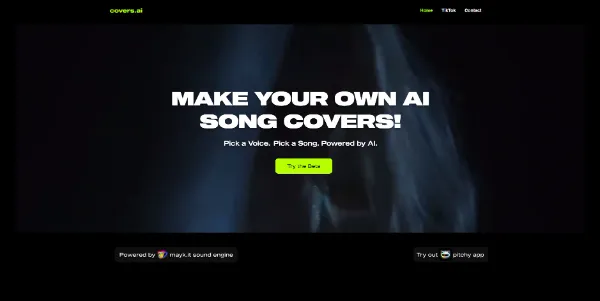 covers.ai
Home TikTok Contact
MAKE YOUR OWN AI
SONG COVERS!
Pick a Voice. Pick a Song. Powered by AI.
Try the Beta
Powered by mayk.it sound engine
Try out pitchy app